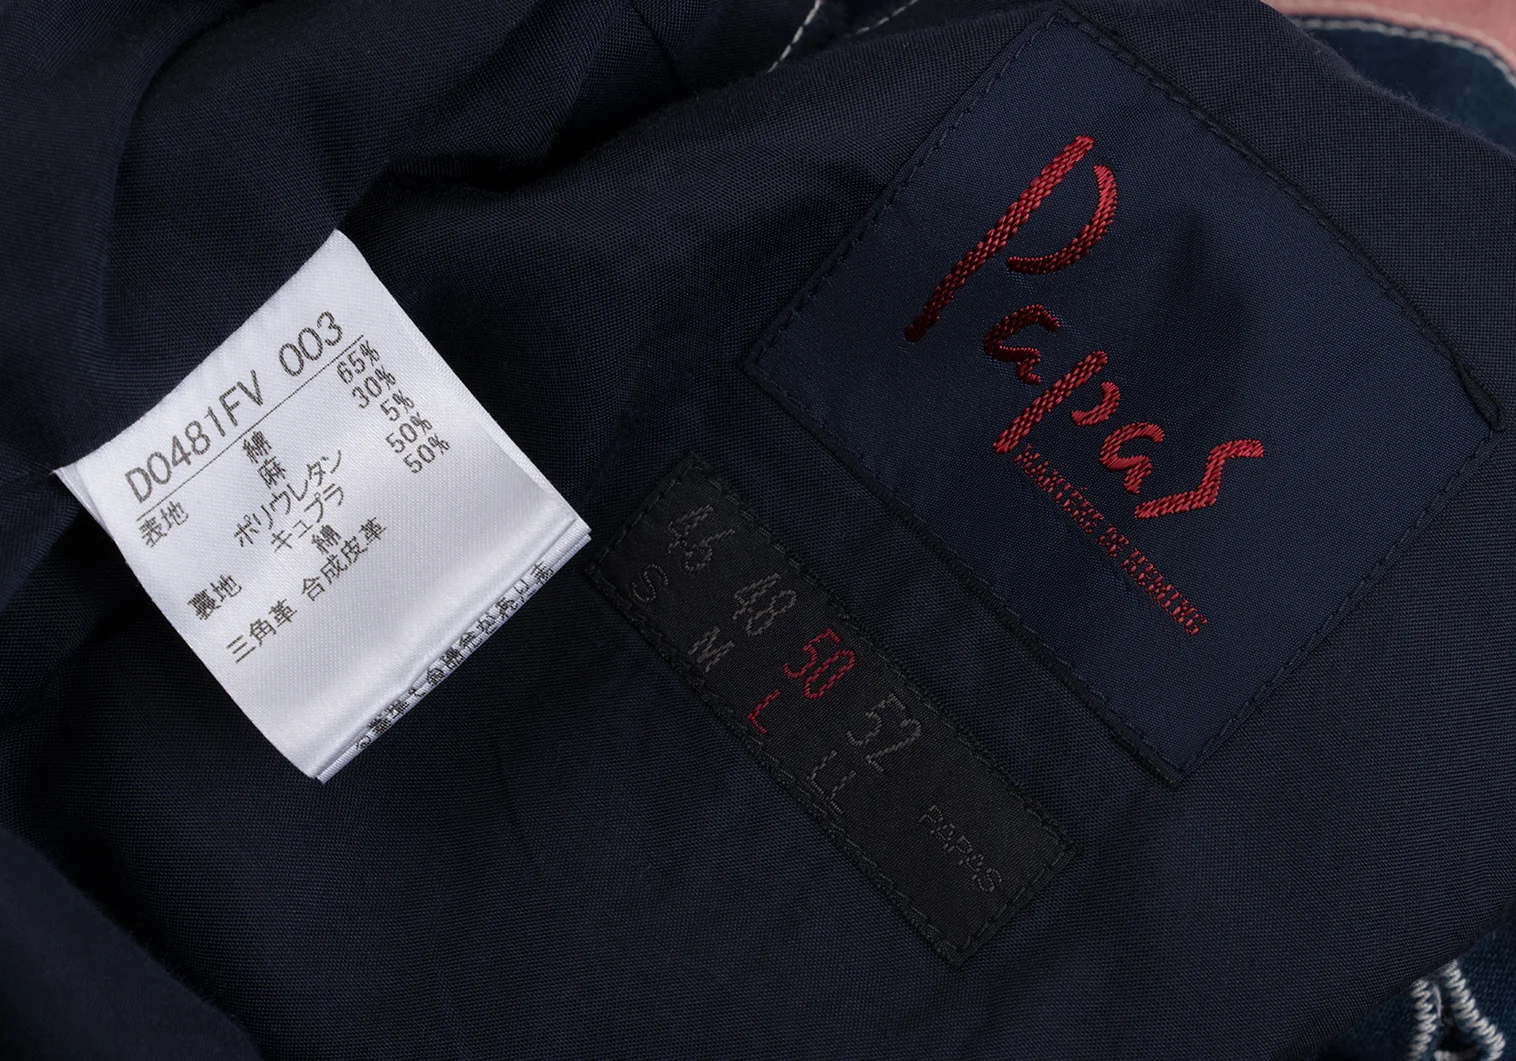 D0481FV 003
表地 綿 65%
麻 30%
ポリウレタン 5%
裏地 キュプラ 50%
綿 50%
三角革 合成皮革
Papas
46 48 50 52
S M L LL
PAPAS